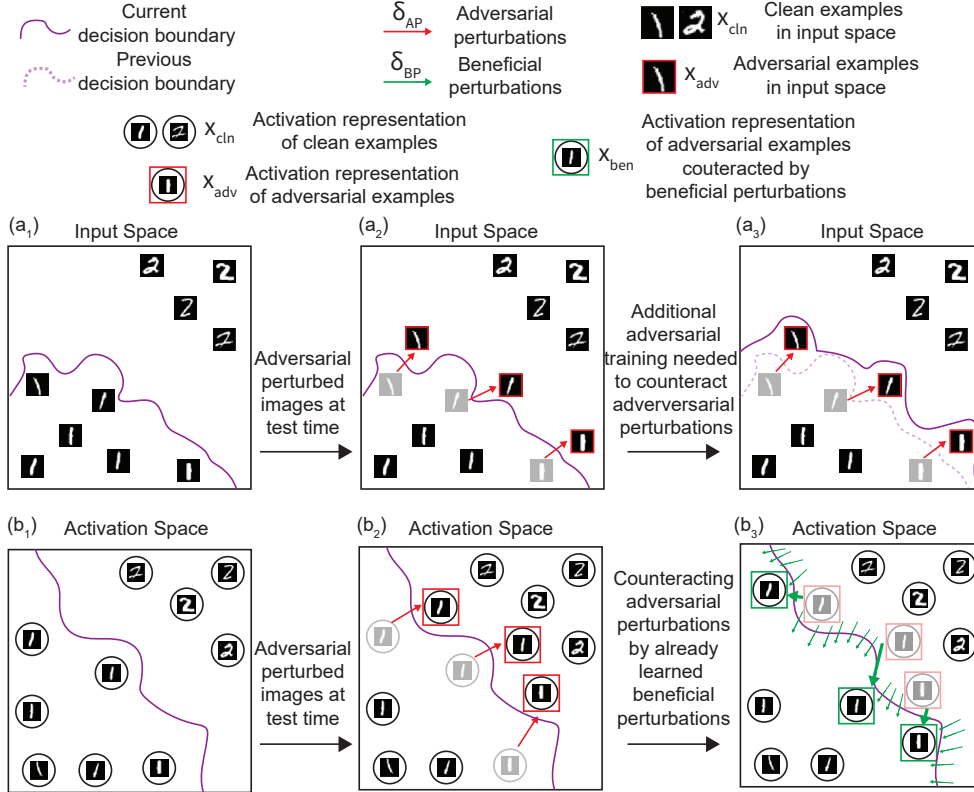 Current
decision boundary
Previous
decision boundary
δAP
Adversarial
perturbations
δBP
Beneficial
perturbations
xcln
Clean examples
in input space
xadv
Adversarial examples
in input space
xcln
Activation representation
of clean examples
xadv
Activation representation
of adversarial examples
xben
Activation representation
of adversarial examples
couteracted by
beneficial perturbations
(a1)
Input Space
(a2)
Input Space
(a3)
Input Space
Adversarial
perturbed
images at
test time
Additional
adversarial
training needed
to counteract
adverversarial
perturbations
(b1)
Activation Space
(b2)
Activation Space
(b3)
Activation Space
Adversarial
perturbed
images at
test time
Counteracting
adversarial
perturbations
by already
learned
beneficial
perturbations